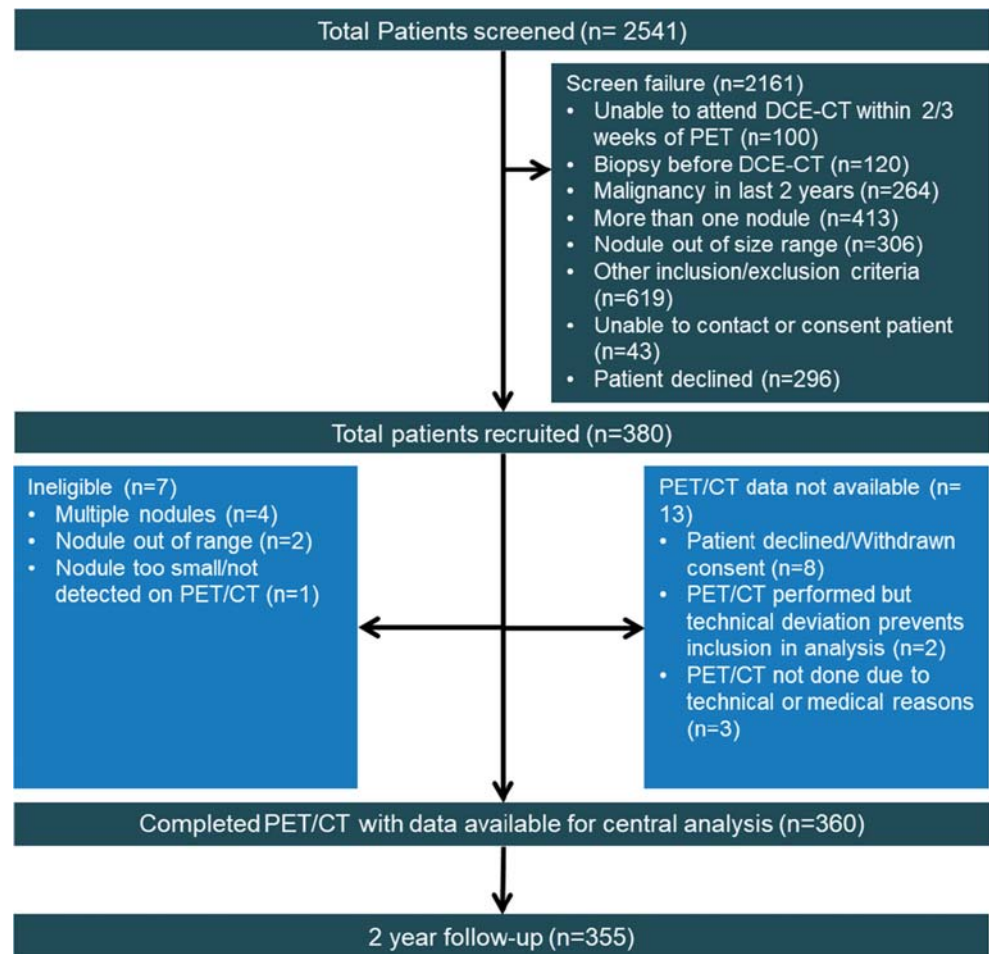 Total Patients screened (n= 2541)
Screen failure (n=2161)
• Unable to attend DCE-CT within 2/3
weeks of PET (n=100)
• Biopsy before DCE-CT (n=120)
• Malignancy in last 2 years (n=264)
• More than one nodule (n=413)
• Nodule out of size range (n=306)
• Other inclusion/exclusion criteria
(n=619)
• Unable to contact or consent patient
(n=43)
• Patient declined (n=296)
Total patients recruited (n=380)
Ineligible (n=7)
• Multiple nodules (n=4)
• Nodule out of range (n=2)
• Nodule too small/not
detected on PET/CT (n=1)
PET/CT data not available (n=
13)
• Patient declined/Withdrawn
consent (n=8)
• PET/CT performed but
technical deviation prevents
inclusion in analysis (n=2)
• PET/CT not done due to
technical or medical reasons
(n=3)
Completed PET/CT with data available for central analysis (n=360)
2 year follow-up (n=355)